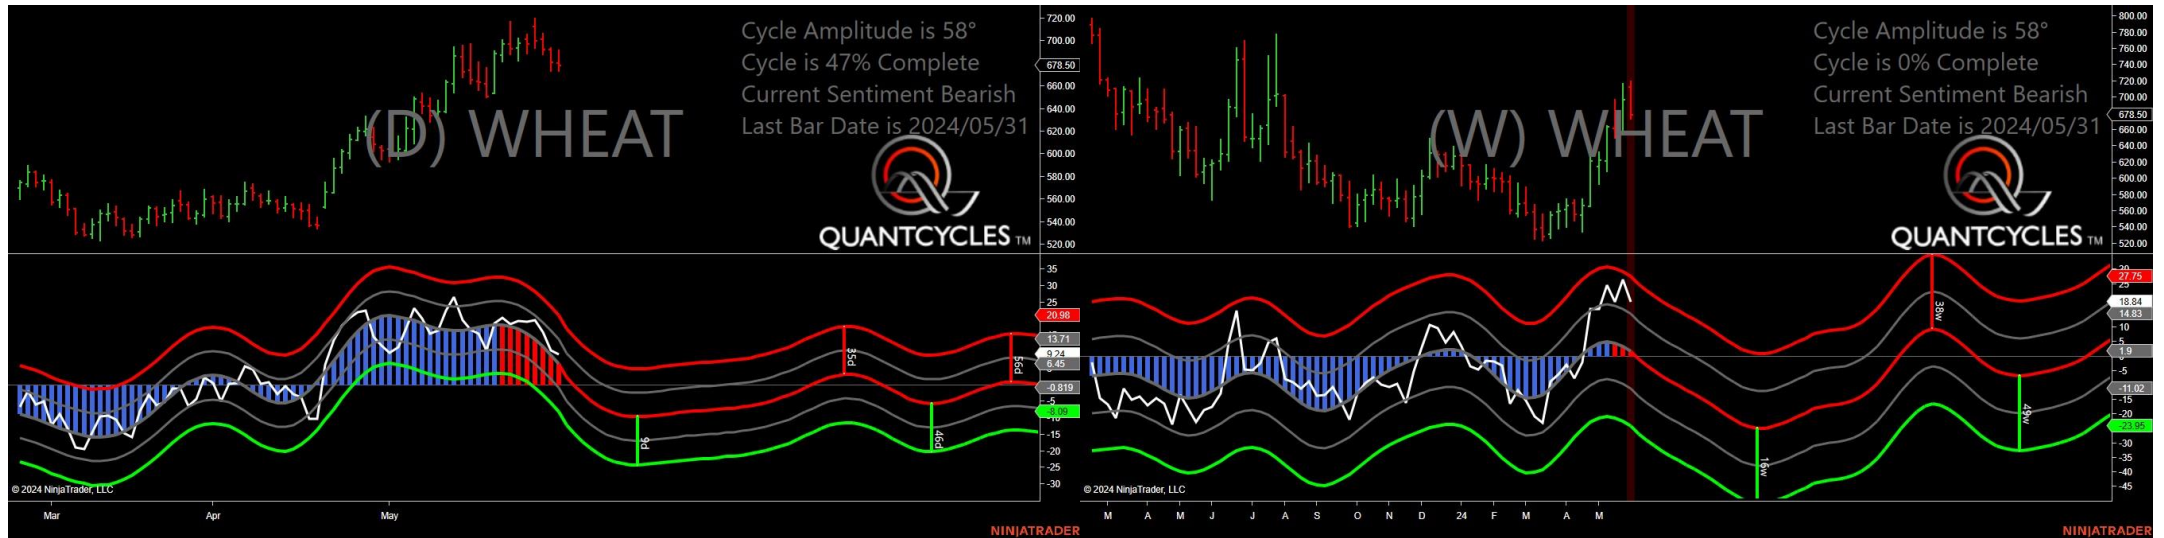 Cycle Amplitude is 58°
Cycle is 47% Complete
Current Sentiment Bearish
Last Bar Date is 2024/05/31
(D) WHEAT
QUANTCYCLES TM
720.00
700.00
678.50
660.00
640.00
620.00
600.00
580.00
560.00
540.00
520.00
35
30
25
20.98
13.71
9.24
6.45
-0.819
-5
-8.09
-15
-20
-25
-30
9d
35d
46d
56d
© 2024 NinjaTrader, LLC
Mar Apr May
NINJATRADER
Cycle Amplitude is 58°
Cycle is 0% Complete
Current Sentiment Bearish
Last Bar Date is 2024/05/31
(W) WHEAT
QUANTCYCLES TM
800.00
780.00
760.00
740.00
720.00
700.00
678.50
660.00
640.00
620.00
600.00
580.00
560.00
540.00
520.00
27.75
25
18.84
14.83
10
5
1.9
-5
-11.02
-15
-20
-23.95
-30
-35
-40
-45
16w
38w
49w
© 2024 NinjaTrader, LLC
M A M J J A S O N D 24 F M A M
NINJATRADER